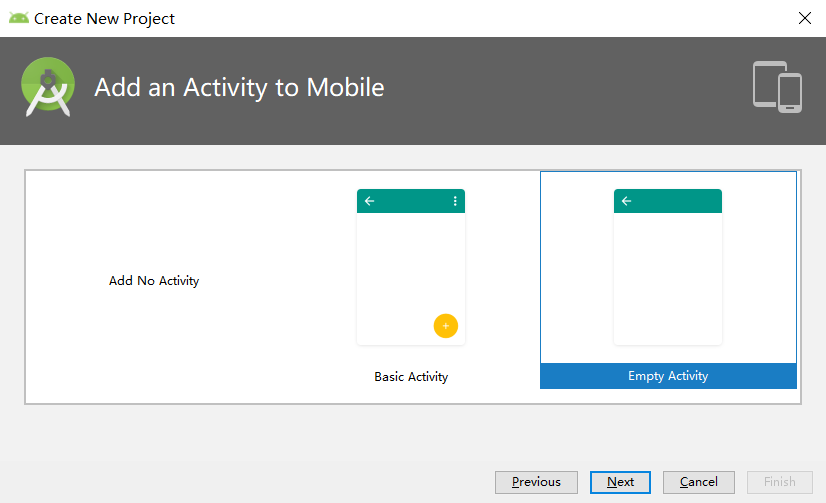 Create New Project
Add an Activity to Mobile
Add No Activity
Basic Activity
Empty Activity
Previous
Next
Cancel
Finish